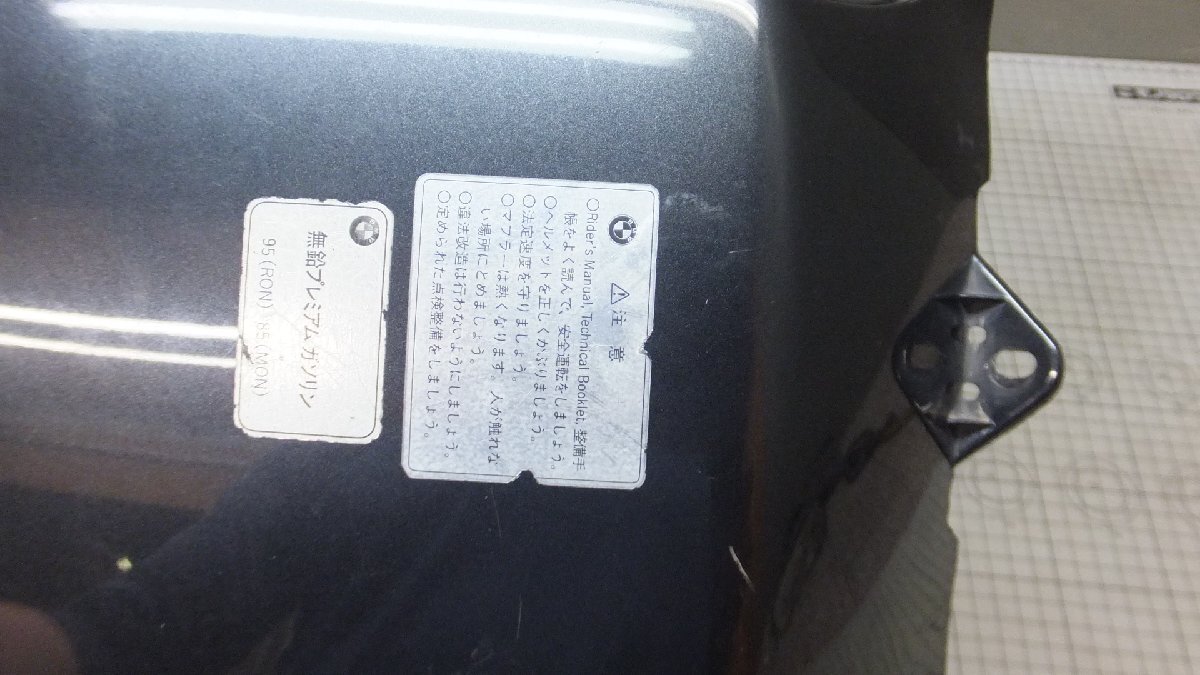 ⚠注意
○Rider's Manual, Technical Booklet, 整備手
帳をよく読んで、安全運転をしましょう。
○ヘルメットを正しくかぶりましょう。
○法定速度を守りましょう。
○マフラーは熱くなります。人が触れな
い場所にとめましょう。
○違法改造は行わないようにしましょう。
○定められた点検整備をしましょう。
無鉛プレミアムガソリン
95(RON) 85(MON)